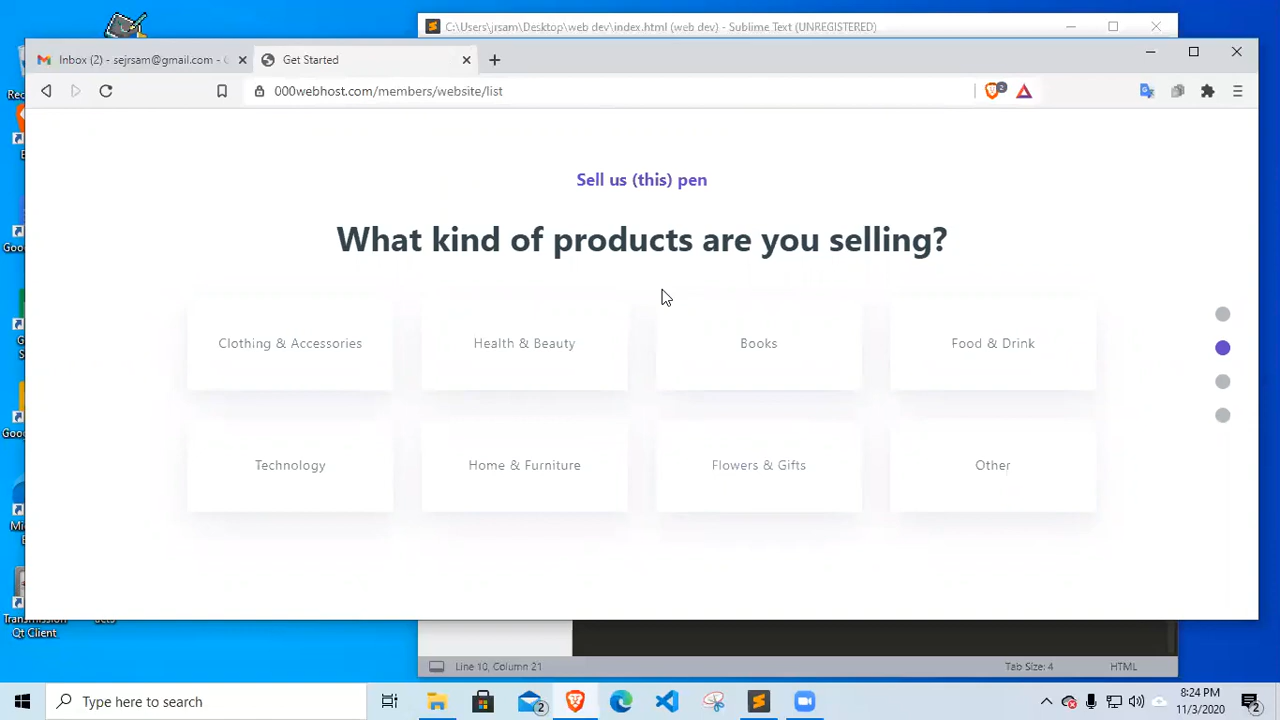 C:\Users\jrsam\Desktop\web dev\index.html (web dev) - Sublime Text (UNREGISTERED)
Inbox (2) - sejrsam@gmail.com -
Get Started
000webhost.com/members/website/list
2
Sell us (this) pen
What kind of products are you selling?
Clothing & Accessories
Health & Beauty
Books
Food & Drink
Technology
Home & Furniture
Flowers & Gifts
Other
Qt Client
Line 10, Column 21
Tab Size: 4
HTML
Type here to search
2
8:24 PM
11/3/2020
2